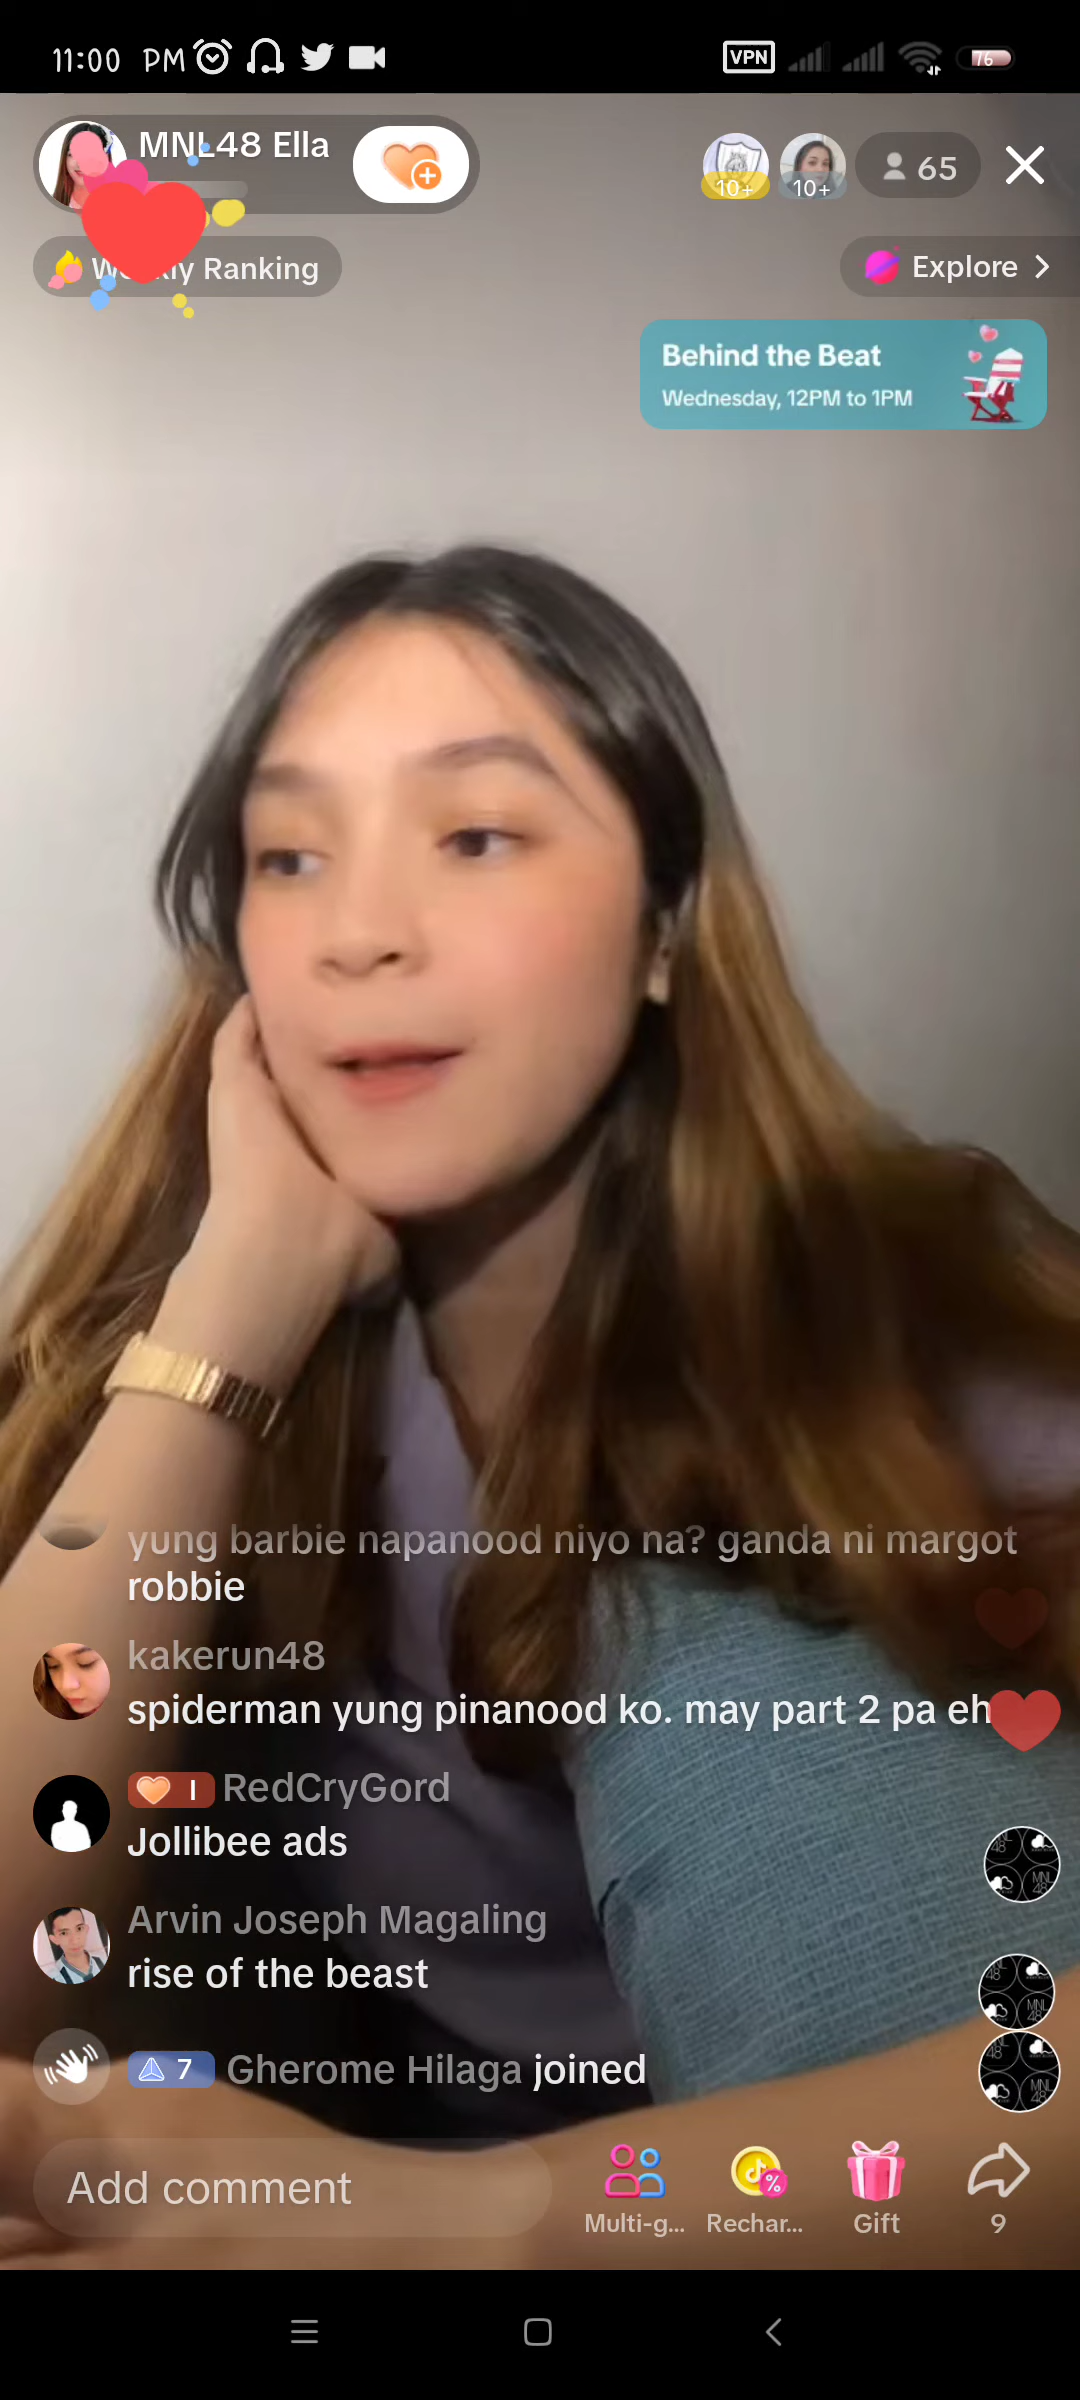 11:00 PM
VPN
76
MNL48 Ella
10+
10+
65
Weekly Ranking
Explore
Behind the Beat
Wednesday, 12PM to 1PM
yung barbie napanood niyo na? ganda ni margot
robbie
kakerun48
spiderman yung pinanood ko. may part 2 pa eh
I RedCryGord
Jollibee ads
Arvin Joseph Magaling
rise of the beast
7 Gherome Hilaga joined
Add comment
Multi-g...
Rechar...
Gift
9